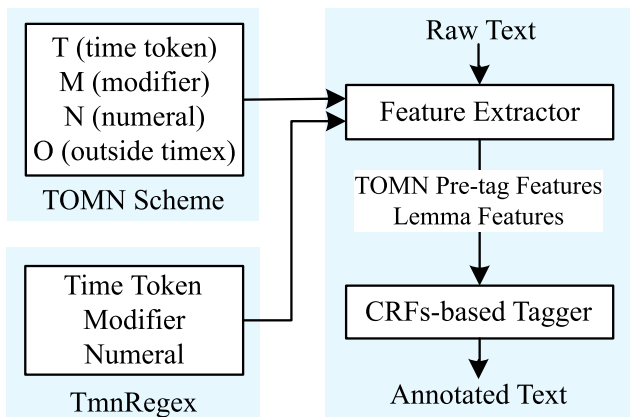 T (time token)
M (modifier)
N (numeral)
O (outside timex)
TOMN Scheme
Time Token
Modifier
Numeral
TmnRegex
Raw Text
Feature Extractor
TOMN Pre-tag Features
Lemma Features
CRFs-based Tagger
Annotated Text